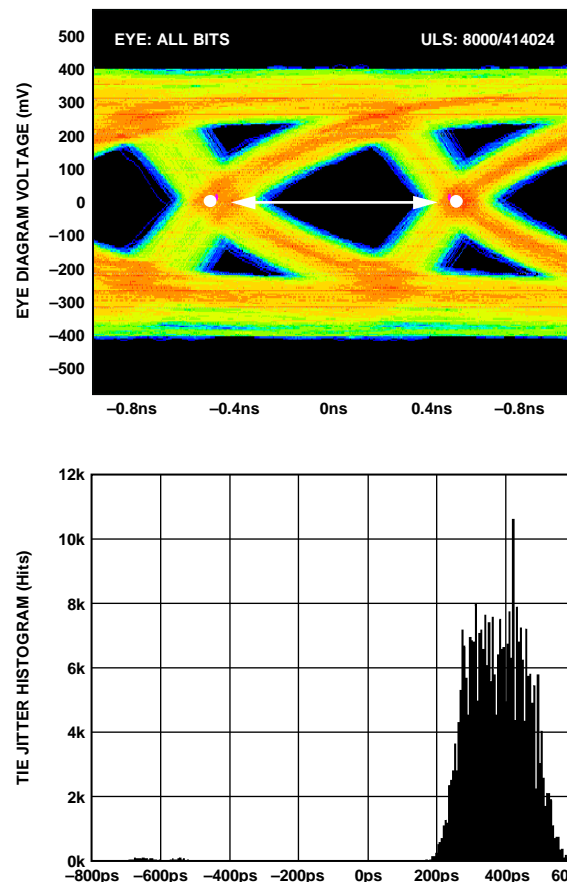 EYE: ALL BITS ULS: 8000/414024
EYE DIAGRAM VOLTAGE (mV)
500
400
300
200
100
0
–100
–200
–300
–400
–500
–0.8ns –0.4ns 0ns 0.4ns –0.8ns
TIE JITTER HISTOGRAM (Hits)
12k
10k
8k
6k
4k
2k
0k
–800ps –600ps –400ps –200ps 0ps 200ps 400ps